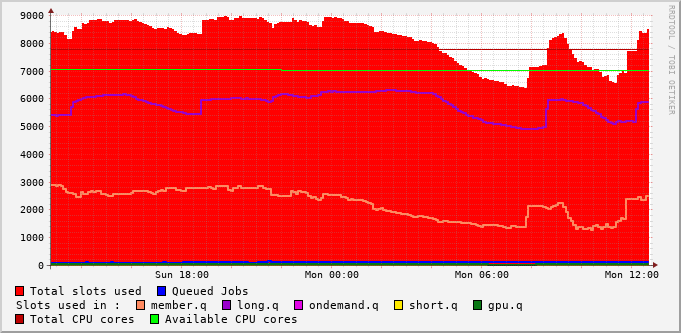 9000
8000
7000
6000
5000
4000
3000
2000
1000
0
Sun 18:00 Mon 00:00 Mon 06:00 Mon 12:00
Total slots used Queued Jobs
Slots used in : member.q long.q ondemand.q short.q gpu.q
Total CPU cores Available CPU cores
RRDTOOL / TOBI OETIKER